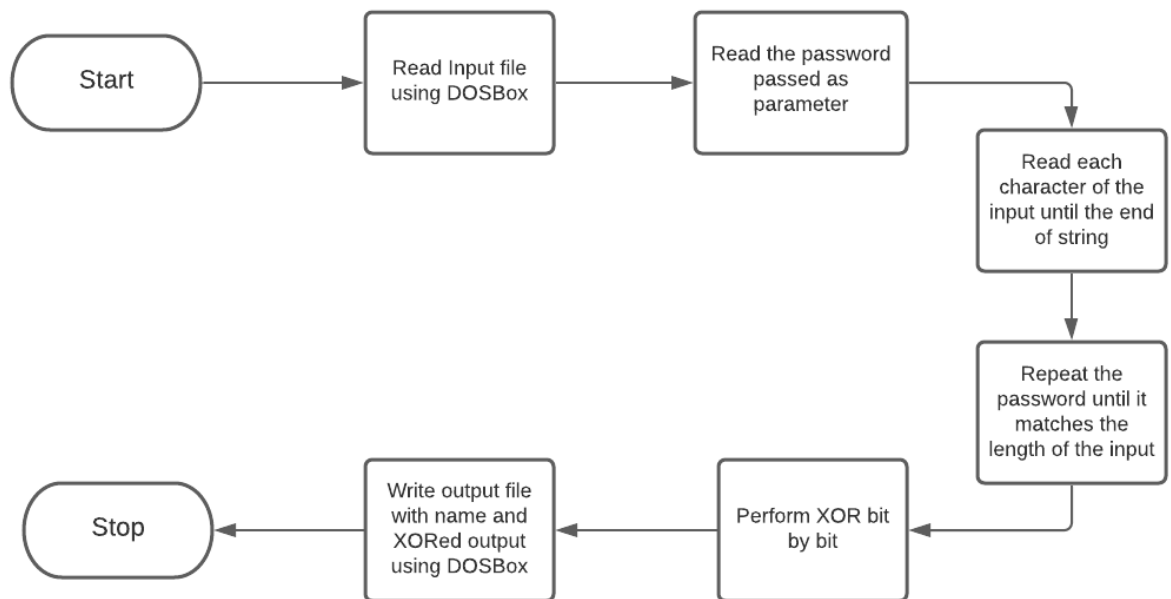 Start
Read Input file
using DOSBox
Read the password
passed as
parameter
Read each
character of the
input until the end
of string
Repeat the
password until it
matches the
length of the input
Perform XOR bit
by bit
Write output file
with name and
XORed output
using DOSBox
Stop